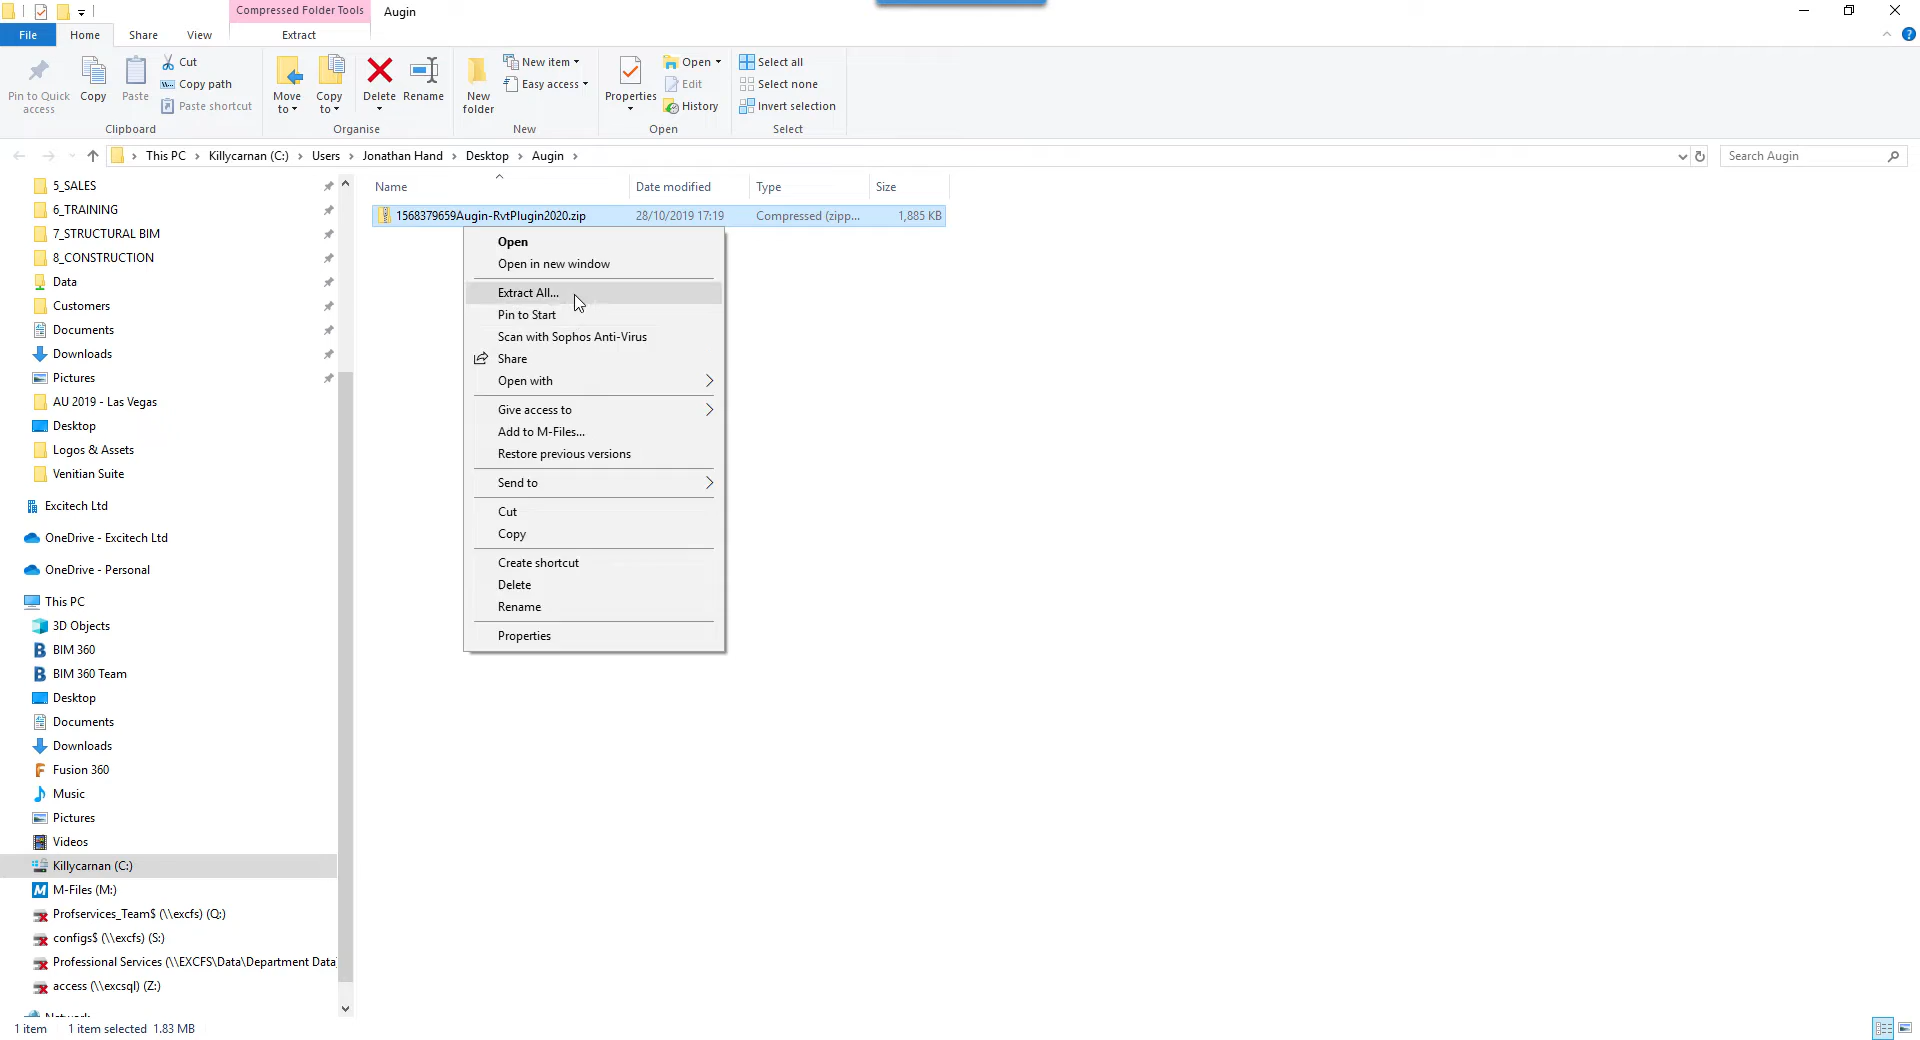 Compressed Folder Tools
Augin
File
Home
Share
View
Extract
Pin to Quick access
Copy
Paste
Cut
Copy path
Paste shortcut
Clipboard
Move to
Copy to
Delete
Rename
Organise
New folder
New item
Easy access
New
Properties
Open
Edit
History
Open
Select all
Select none
Invert selection
Select
This PC > Killycarnan (C:) > Users > Jonathan Hand > Desktop > Augin >
Search Augin
5_SALES
6_TRAINING
7_STRUCTURAL BIM
8_CONSTRUCTION
Data
Customers
Documents
Downloads
Pictures
AU 2019 - Las Vegas
Desktop
Logos & Assets
Venitian Suite
Excitech Ltd
OneDrive - Excitech Ltd
OneDrive - Personal
This PC
3D Objects
BIM 360
BIM 360 Team
Desktop
Documents
Downloads
Fusion 360
Music
Pictures
Videos
Killycarnan (C:)
M-Files (M:)
Profservices_Team$ (\\excfs) (Q:)
configs$ (\\excfs) (S:)
Professional Services (\\EXCFS\Data\Department Data
access (\\excsql) (Z:)
Name Date modified Type Size
1568379659Augin-RvtPlugin2020.zip 28/10/2019 17:19 Compressed (zipp... 1,885 KB
Open
Open in new window
Extract All...
Pin to Start
Scan with Sophos Anti-Virus
Share
Open with
Give access to
Add to M-Files...
Restore previous versions
Send to
Cut
Copy
Create shortcut
Delete
Rename
Properties
1 item 1 item selected 1.83 MB